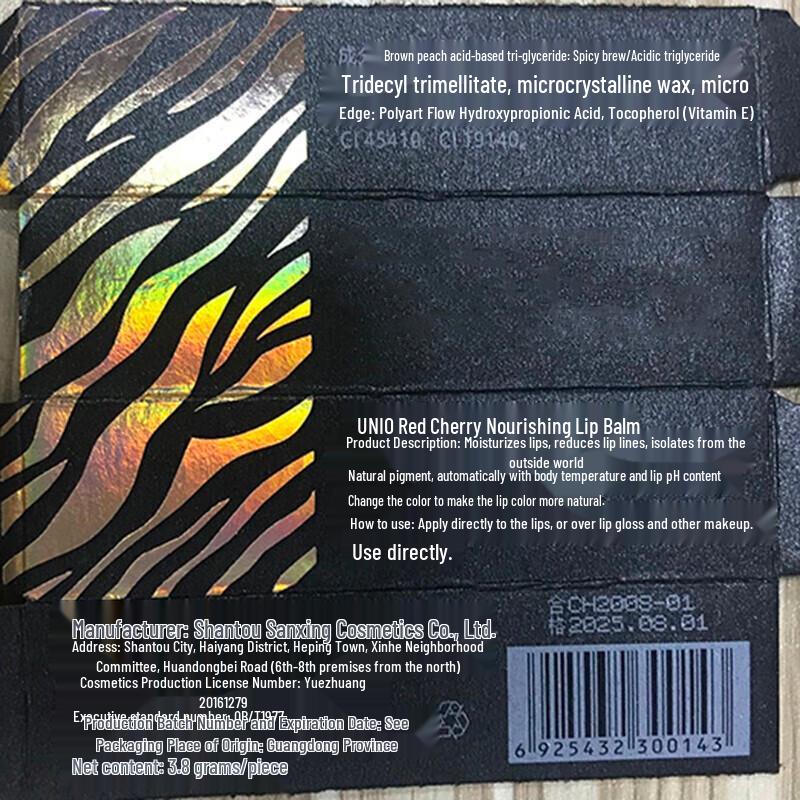 Brown peach acid-based tri-glyceride: Spicy brew/Acidic triglyceride
Tridecyl trimellitate, microcrystalline wax, micro
Edge: Polyart Flow Hydroxypropionic Acid, Tocopherol (Vitamin E)
CI 45410 CI 19140
UNIO Red Cherry Nourishing Lip Balm
Product Description: Moisturizes lips, reduces lip lines, isolates from the
outside world
Natural pigment, automatically with body temperature and lip pH content
Change the color to make the lip color more natural.
How to use: Apply directly to the lips, or over lip gloss and other makeup.
Use directly.
合CH2008-01
格2025.08.01
Manufacturer: Shantou Sanxing Cosmetics Co., Ltd.
Address: Shantou City, Haiyang District, Heping Town, Xinhe Neighborhood
Committee, Huandongbei Road (6th-8th premises from the north)
Cosmetics Production License Number: Yuezhuang
20161279
Executive standard number: QB/T1977
Production Batch Number and Expiration Date: See
Packaging Place of Origin: Guangdong Province
Net content: 3.8 grams/piece
6 925432 300143